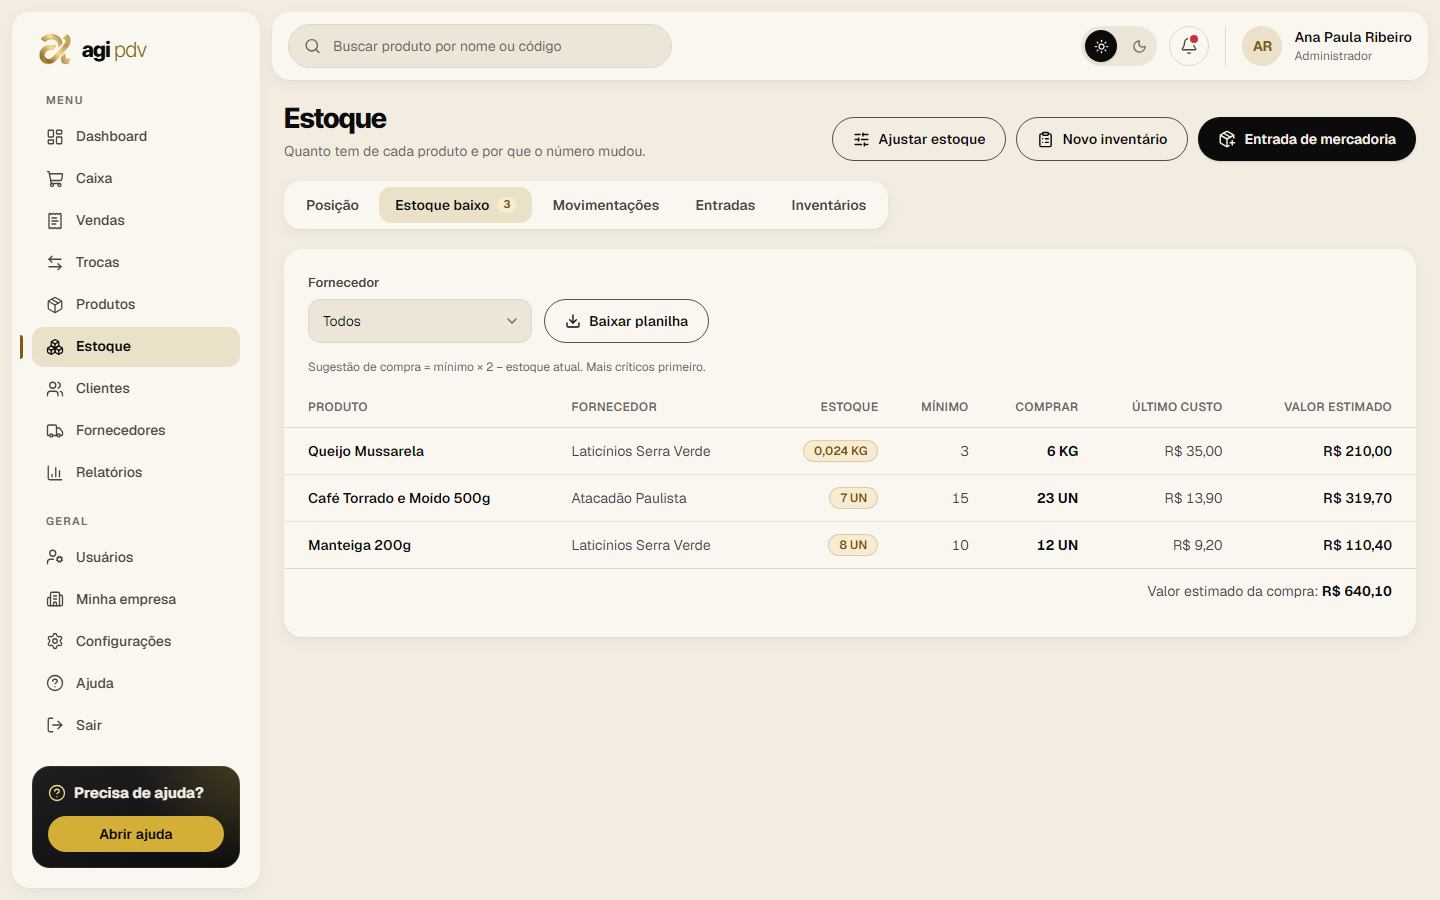 agi pdv
MENU
Dashboard
Caixa
Vendas
Trocas
Produtos
Estoque
Clientes
Fornecedores
Relatórios
GERAL
Usuários
Minha empresa
Configurações
Ajuda
Sair
Precisa de ajuda?
Abrir ajuda
Buscar produto por nome ou código
AR
Ana Paula Ribeiro
Administrador
Estoque
Quanto tem de cada produto e por que o número mudou.
Ajustar estoque
Novo inventário
Entrada de mercadoria
Posição
Estoque baixo 3
Movimentações
Entradas
Inventários
Fornecedor
Todos
Baixar planilha
Sugestão de compra = mínimo × 2 − estoque atual. Mais críticos primeiro.
PRODUTO FORNECEDOR ESTOQUE MÍNIMO COMPRAR ÚLTIMO CUSTO VALOR ESTIMADO
Queijo Mussarela Laticínios Serra Verde 0,024 KG 3 6 KG R$ 35,00 R$ 210,00
Café Torrado e Moído 500g Atacadão Paulista 7 UN 15 23 UN R$ 13,90 R$ 319,70
Manteiga 200g Laticínios Serra Verde 8 UN 10 12 UN R$ 9,20 R$ 110,40
Valor estimado da compra: R$ 640,10